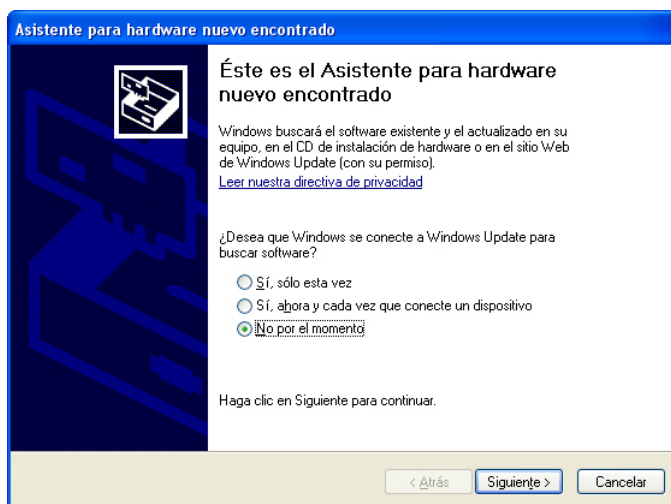 Asistente para hardware nuevo encontrado
Éste es el Asistente para hardware
nuevo encontrado
Windows buscará el software existente y el actualizado en su
equipo, en el CD de instalación de hardware o en el sitio Web
de Windows Update (con su permiso).
Leer nuestra directiva de privacidad
¿Desea que Windows se conecte a Windows Update para
buscar software?
Sí, sólo esta vez
Sí, ahora y cada vez que conecte un dispositivo
No por el momento
Haga clic en Siguiente para continuar.
< Atrás
Siguiente >
Cancelar